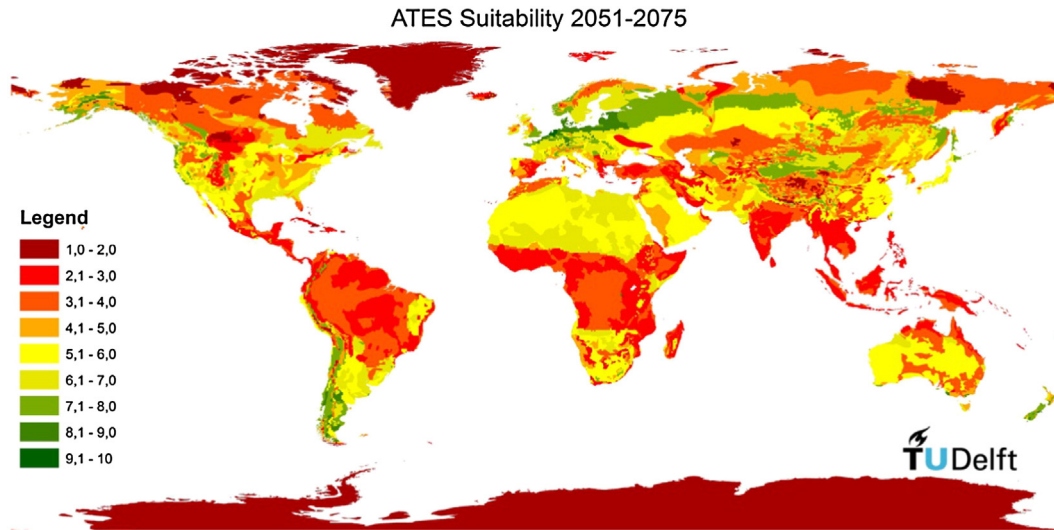 ATES Suitability 2051-2075
Legend
1,0 - 2,0
2,1 - 3,0
3,1 - 4,0
4,1 - 5,0
5,1 - 6,0
6,1 - 7,0
7,1 - 8,0
8,1 - 9,0
9,1 - 10
TUDelft